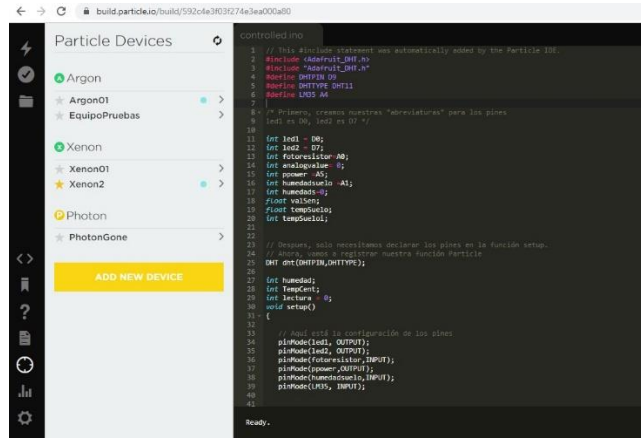 build.particle.io/build/592c4e3f03f274e3ea000a80
Particle Devices
Argon
Argon01
EquipoPruebas
Xenon
Xenon01
Xenon2
Photon
PhotonGone
ADD NEW DEVICE
controlled.ino
1 // This #include statement was automatically added by the Particle IDE.
2 #include <Adafruit_DHT.h>
3 #include "Adafruit_DHT.h"
4 #define DHTPIN D9
5 #define DHTTYPE DHT11
6 #define LM35 A4
7
8 /* Primero, creamos nuestras "abreviaturas" para los pines
9 led1 es D0, led2 es D7 */
10
11 int led1 = D0;
12 int led2 = D7;
13 int fotoresistor=A0;
14 int analogvalue= 0;
15 int ppower =A5;
16 int humedadsuelo =A1;
17 int humedads=0;
18 float valSen;
19 float tempSuelo;
20 int tempSueloi;
21
22
23 // Despues, solo necesitamos declarar los pines en la función setup.
24 // Ahora, vamos a registrar nuestra función Particle
25 DHT dht(DHTPIN,DHTTYPE);
26
27 int humedad;
28 int TempCent;
29 int lectura = 0;
30 void setup()
31 {
32
33 // Aquí está la configuración de los pines
34 pinMode(led1, OUTPUT);
35 pinMode(led2, OUTPUT);
36 pinMode(fotoresistor,INPUT);
37 pinMode(ppower,OUTPUT);
38 pinMode(humedadsuelo,INPUT);
39 pinMode(LM35, INPUT);
40
41
Ready.